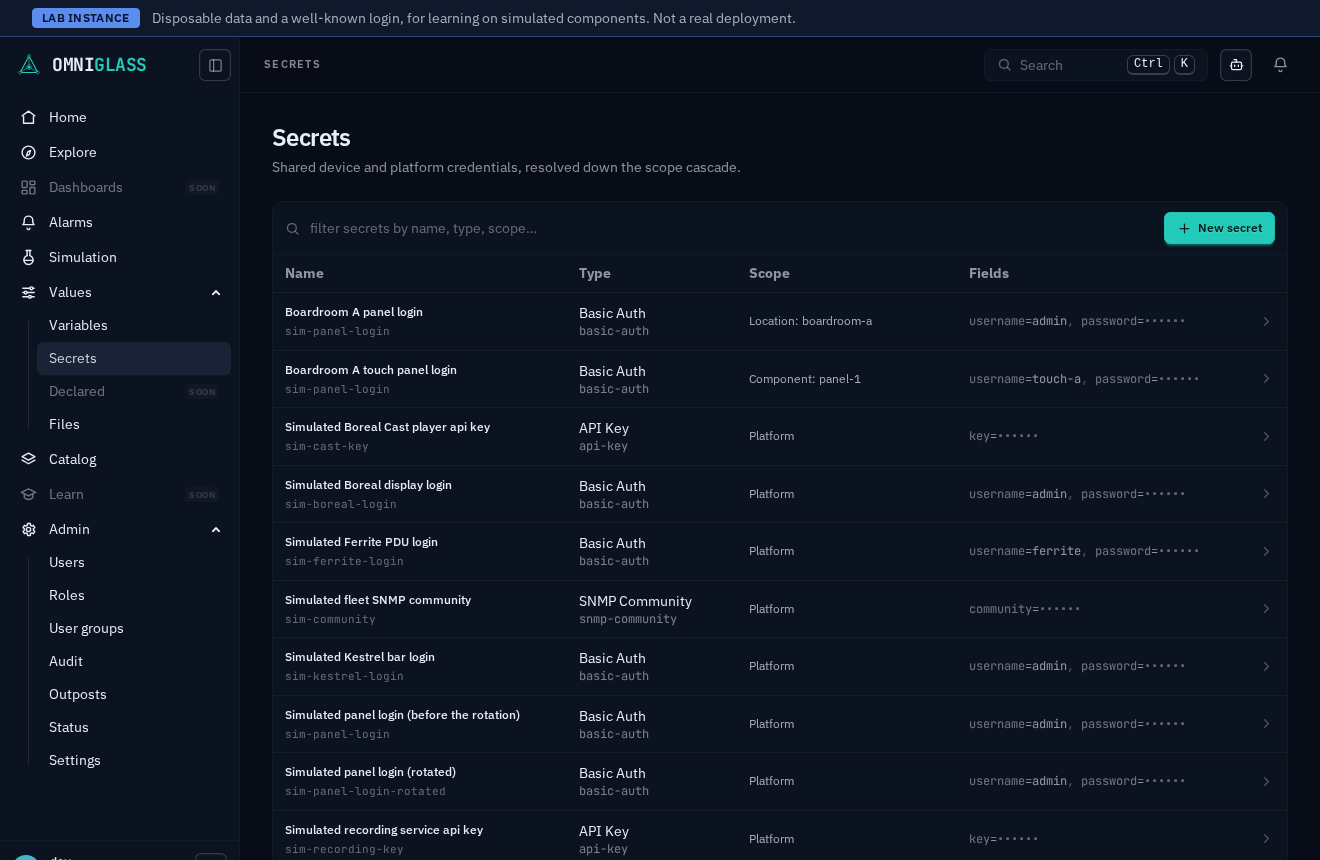 LAB INSTANCE Disposable data and a well-known login, for learning on simulated components. Not a real deployment.
OMNIGLASS
SECRETS
Search Ctrl K
Home
Explore
Dashboards SOON
Alarms
Simulation
Values
Variables
Secrets
Declared SOON
Files
Catalog
Learn SOON
Admin
Users
Roles
User groups
Audit
Outposts
Status
Settings
Secrets
Shared device and platform credentials, resolved down the scope cascade.
filter secrets by name, type, scope...
New secret
Name Type Scope Fields
Boardroom A panel login Basic Auth
sim-panel-login basic-auth Location: boardroom-a username=admin, password=••••••
Boardroom A touch panel login Basic Auth
sim-panel-login basic-auth Component: panel-1 username=touch-a, password=••••••
Simulated Boreal Cast player api key API Key
sim-cast-key api-key Platform key=••••••
Simulated Boreal display login Basic Auth
sim-boreal-login basic-auth Platform username=admin, password=••••••
Simulated Ferrite PDU login Basic Auth
sim-ferrite-login basic-auth Platform username=ferrite, password=••••••
Simulated fleet SNMP community SNMP Community
sim-community snmp-community Platform community=••••••
Simulated Kestrel bar login Basic Auth
sim-kestrel-login basic-auth Platform username=admin, password=••••••
Simulated panel login (before the rotation) Basic Auth
sim-panel-login basic-auth Platform username=admin, password=••••••
Simulated panel login (rotated) Basic Auth
sim-panel-login-rotated basic-auth Platform username=admin, password=••••••
Simulated recording service api key API Key
sim-recording-key api-key Platform key=••••••